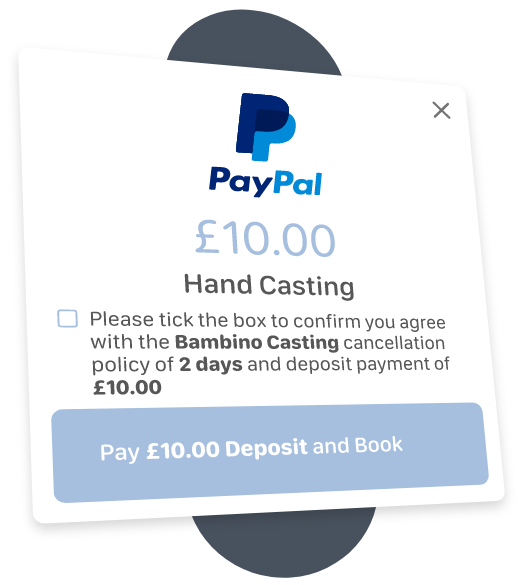 PayPal
£10.00
Hand Casting
Please tick the box to confirm you agree
with the Bambino Casting cancellation
policy of 2 days and deposit payment of
£10.00
Pay £10.00 Deposit and Book